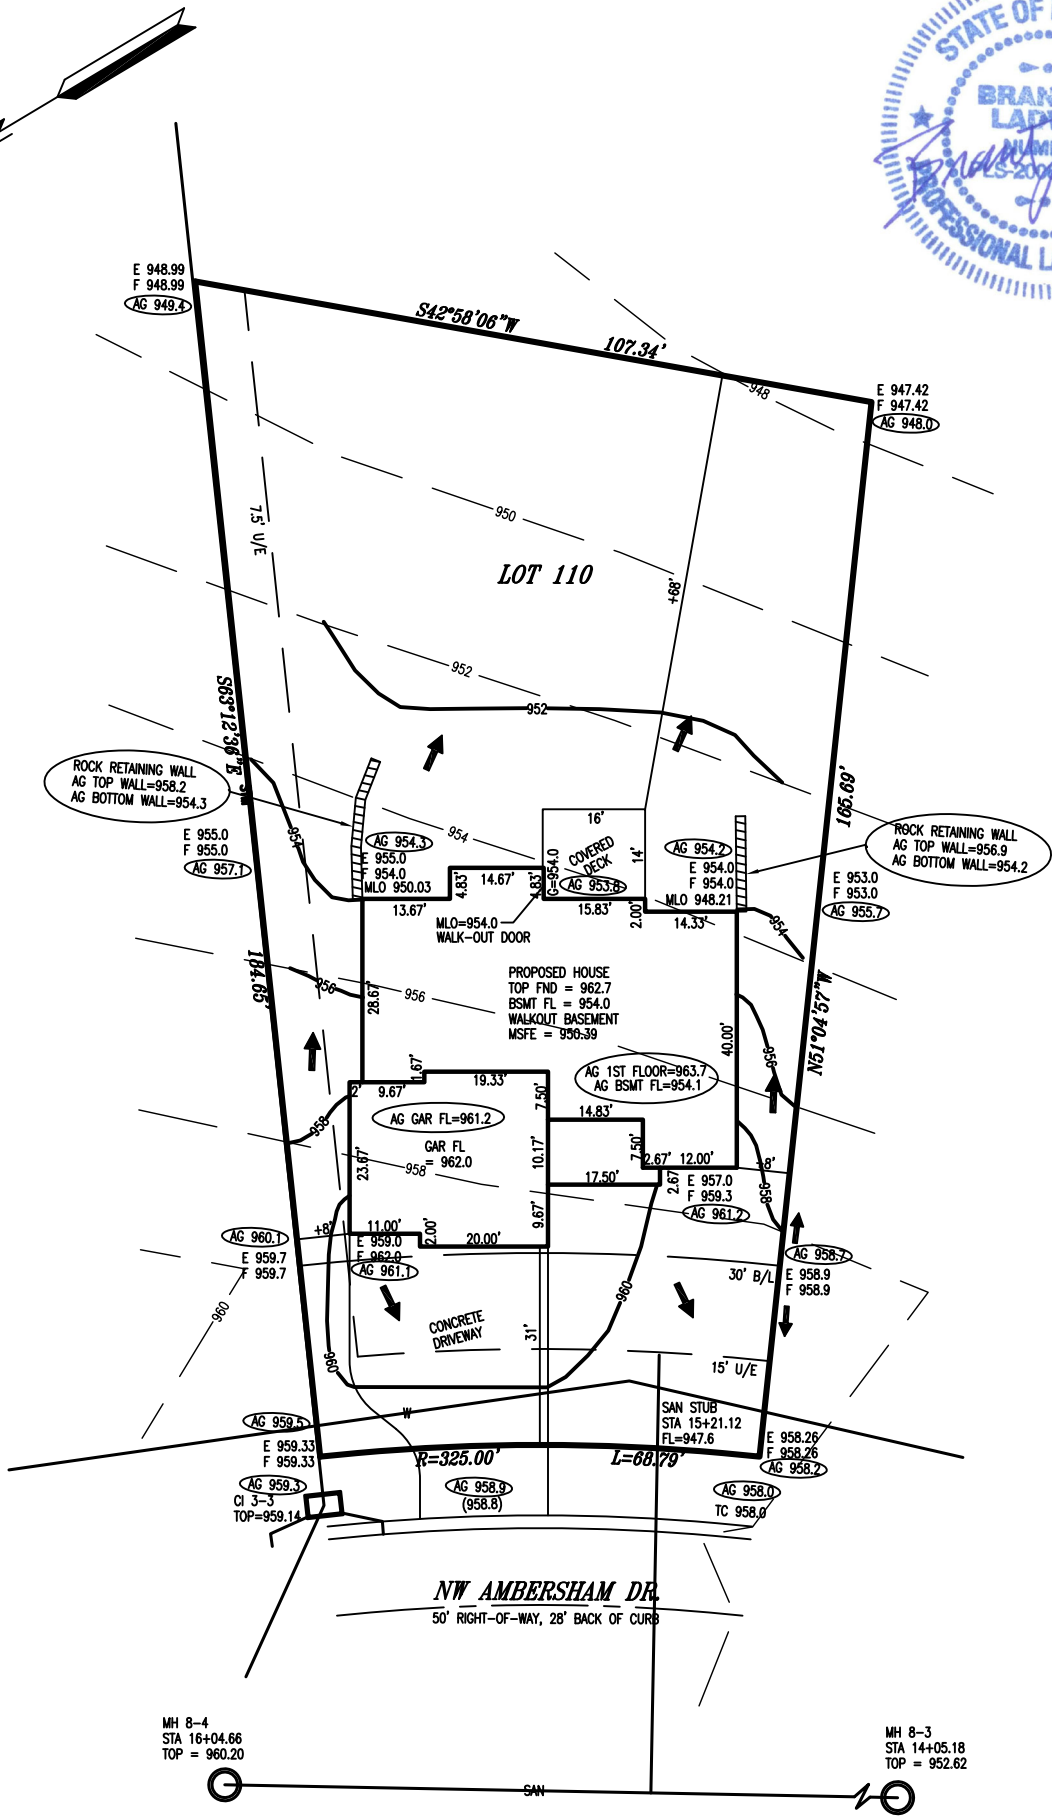 STATE OF
BRAN
LAD
NUM
LS-200
PROFESSIONAL LA
E 948.99
F 948.99
AG 949.4
S42°58'06"W
107.34'
948
E 947.42
F 947.42
AG 948.0
7.5' U/E
950
LOT 110
+68'
952
952
S63°12'36"E
ROCK RETAINING WALL
AG TOP WALL=958.2
AG BOTTOM WALL=954.3
165.69'
ROCK RETAINING WALL
AG TOP WALL=956.9
AG BOTTOM WALL=954.2
E 955.0
F 955.0
AG 957.1
954
954
AG 954.3
E 955.0
F 954.0
MLO 950.03
16'
COVERED
DECK
14'
G=954.0
AG 953.8
AG 954.2
E 954.0
F 954.0
MLO 948.21
E 953.0
F 953.0
AG 955.7
4.83'
14.67'
4.83'
13.67'
15.83'
2.00'
14.33'
954
MLO=954.0
WALK-OUT DOOR
184.65'
956
956
28.67'
PROPOSED HOUSE
TOP FND = 962.7
BSMT FL = 954.0
WALKOUT BASEMENT
MSFE = 950.39
N51°04'57"W
40.00'
956
AG 1ST FLOOR=963.7
AG BSMT FL=954.1
1.67'
2'
9.67'
19.33'
7.50'
14.83'
AG GAR FL=961.2
GAR FL
= 962.0
958
958
23.67'
10.17'
7.50'
2.67'
12.00'
+8'
17.50'
2.67'
E 957.0
F 959.3
AG 961.2
958
9.67'
AG 960.1
E 959.7
F 959.7
+8'
11.00'
2.00'
20.00'
E 959.0
F 962.0
AG 961.1
AG 958.7
E 958.9
F 958.9
30' B/L
960
960
960
CONCRETE
DRIVEWAY
31'
15' U/E
W
SAN STUB
STA 15+21.12
FL=947.6
AG 959.5
E 959.33
F 959.33
AG 959.3
CI 3-3
TOP=959.14
R=325.00'
L=68.79'
E 958.26
F 958.26
AG 958.2
AG 958.9
(958.8)
AG 958.0
TC 958.0
NW AMBERSHAM DR.
50' RIGHT-OF-WAY, 28' BACK OF CURB
MH 8-4
STA 16+04.66
TOP = 960.20
MH 8-3
STA 14+05.18
TOP = 952.62
SAN